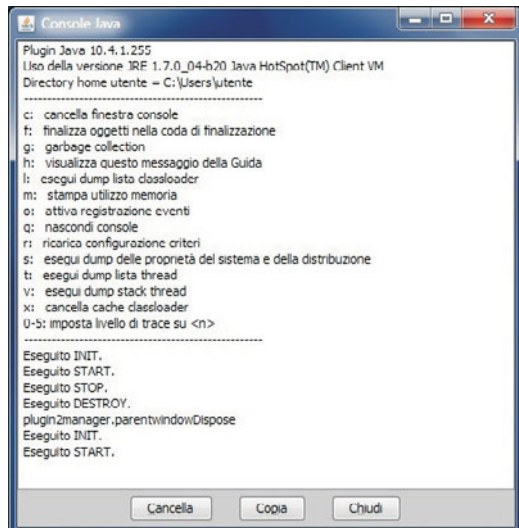 Console Java
Plugin Java 10.4.1.255
Uso della versione JRE 1.7.0_04-b20 Java HotSpot(TM) Client VM
Directory home utente = C:\Users\utente
----------------------------------------------------
c: cancella finestra console
f: finalizza oggetti nella coda di finalizzazione
g: garbage collection
h: visualizza questo messaggio della Guida
l: esegui dump lista classloader
m: stampa utilizzo memoria
o: attiva registrazione eventi
q: nascondi console
r: ricarica configurazione criteri
s: esegui dump delle proprietà del sistema e della distribuzione
t: esegui dump lista thread
v: esegui dump stack thread
x: cancella cache classloader
0-5: imposta livello di trace su <n>
----------------------------------------------------
Eseguito INIT.
Eseguito START.
Eseguito STOP.
Eseguito DESTROY.
plugin2manager.parentwindowDispose
Eseguito INIT.
Eseguito START.
Cancella Copia Chiudi